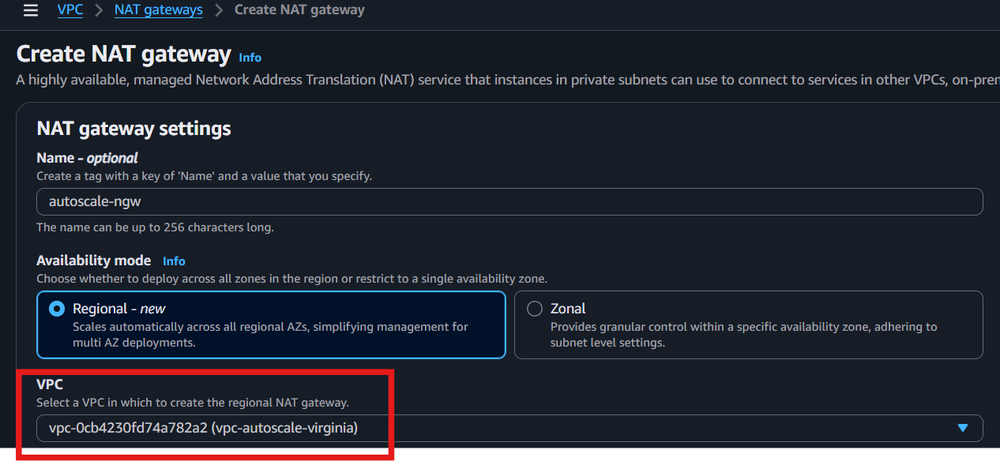 VPC > NAT gateways > Create NAT gateway
Create NAT gateway Info
A highly available, managed Network Address Translation (NAT) service that instances in private subnets can use to connect to services in other VPCs,
NAT gateway settings
Name - optional
Create a tag with a key of 'Name' and a value that you specify.
autoscale-ngw
The name can be up to 256 characters long.
Availability mode Info
Choose whether to deploy across all zones in the region or restrict to a single availability zone.
Regional - new
Scales automatically across all regional AZs, simplifying management for
multi AZ deployments.
Zonal
Provides granular control within a specific availability zone, adhering to
subnet level settings.
VPC
Select a VPC in which to create the regional NAT gateway.
vpc-0cb4230fd74a782a2 (vpc-autoscale-virginia)